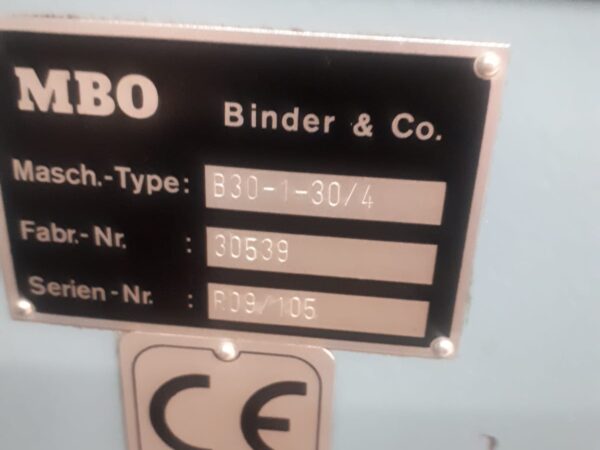 MBO Binder & Co.
Masch.-Type: B30-1-30/4
Fabr.-Nr. : 30539
Serien-Nr. : R09/105
CE